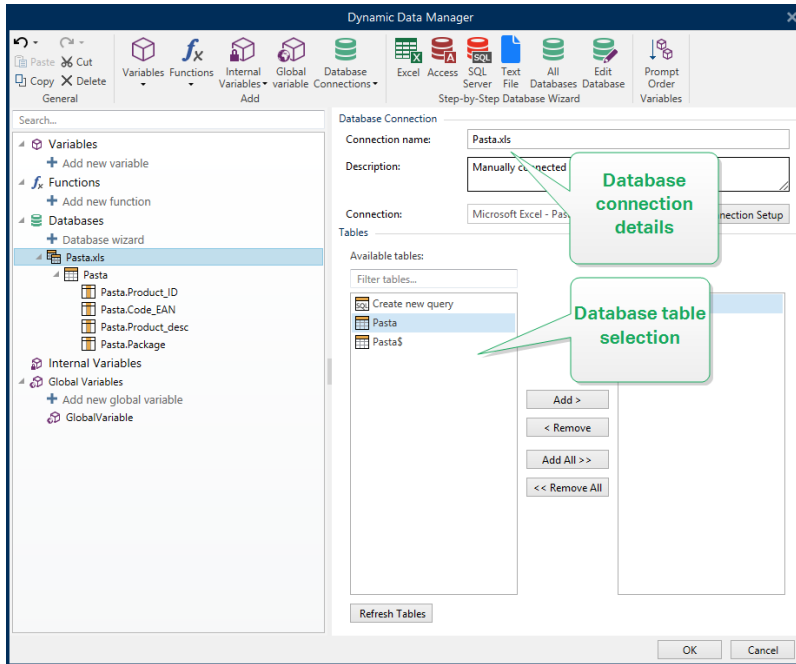 Dynamic Data Manager
Paste
Cut
Copy
Delete
General
Variables
Functions
Internal
Variables
Global
variable
Database
Connections
Add
Excel
Access
SQL
Server
Text
File
All
Databases
Edit
Database
Step-by-Step Database Wizard
Prompt
Order
Variables
Search...
Variables
Add new variable
Functions
Add new function
Databases
Database wizard
Pasta.xls
Pasta
Pasta.Product_ID
Pasta.Code_EAN
Pasta.Product_desc
Pasta.Package
Internal Variables
Global Variables
Add new global variable
GlobalVariable
Database Connection
Connection name:
Pasta.xls
Description:
Manually connected
Connection:
Microsoft Excel - Pas
nection Setup
Database
connection
details
Tables
Available tables:
Filter tables...
SQL Create new query
Pasta
Pasta$
Database table
selection
Add >
< Remove
Add All >>
<< Remove All
Refresh Tables
OK
Cancel